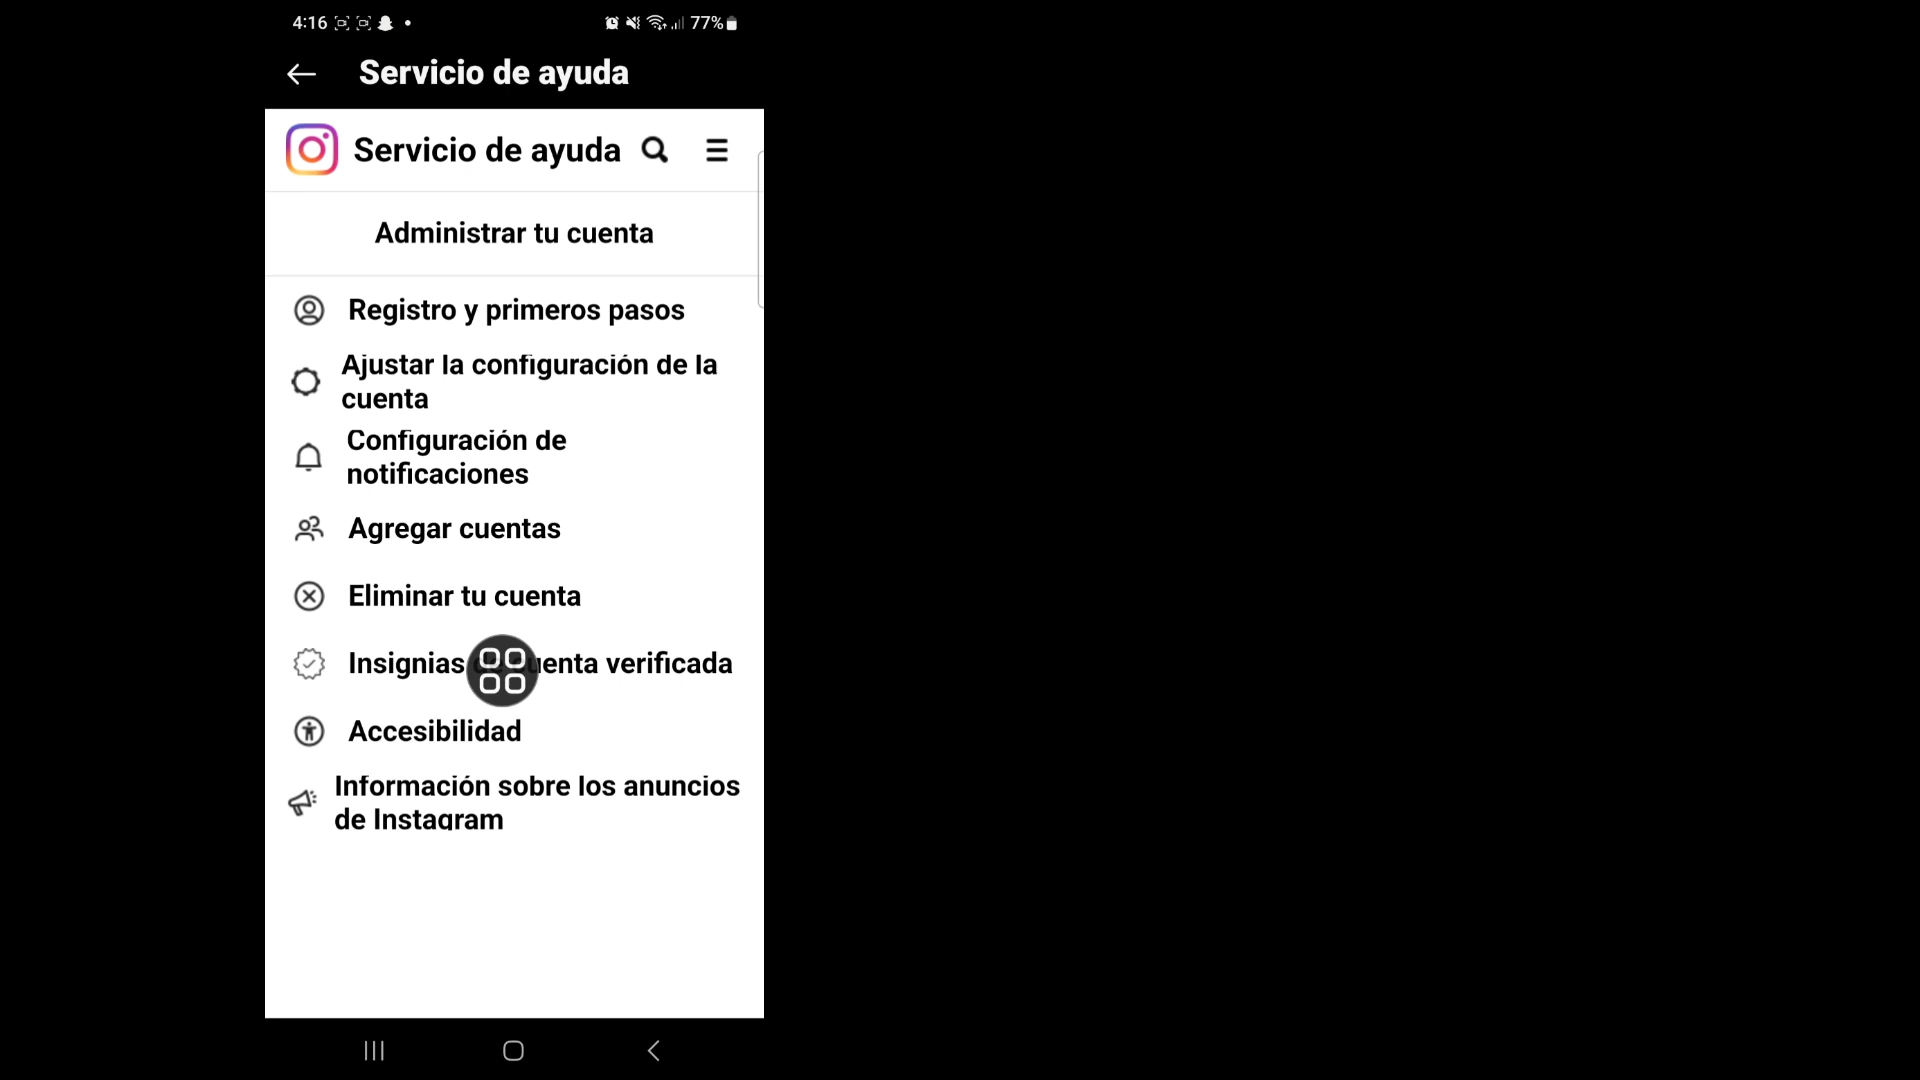 4:16 77%
Servicio de ayuda
Servicio de ayuda
Administrar tu cuenta
Registro y primeros pasos
Ajustar la configuración de la
cuenta
Configuración de
notificaciones
Agregar cuentas
Eliminar tu cuenta
Insignias de cuenta verificada
Accesibilidad
Información sobre los anuncios
de Instagram